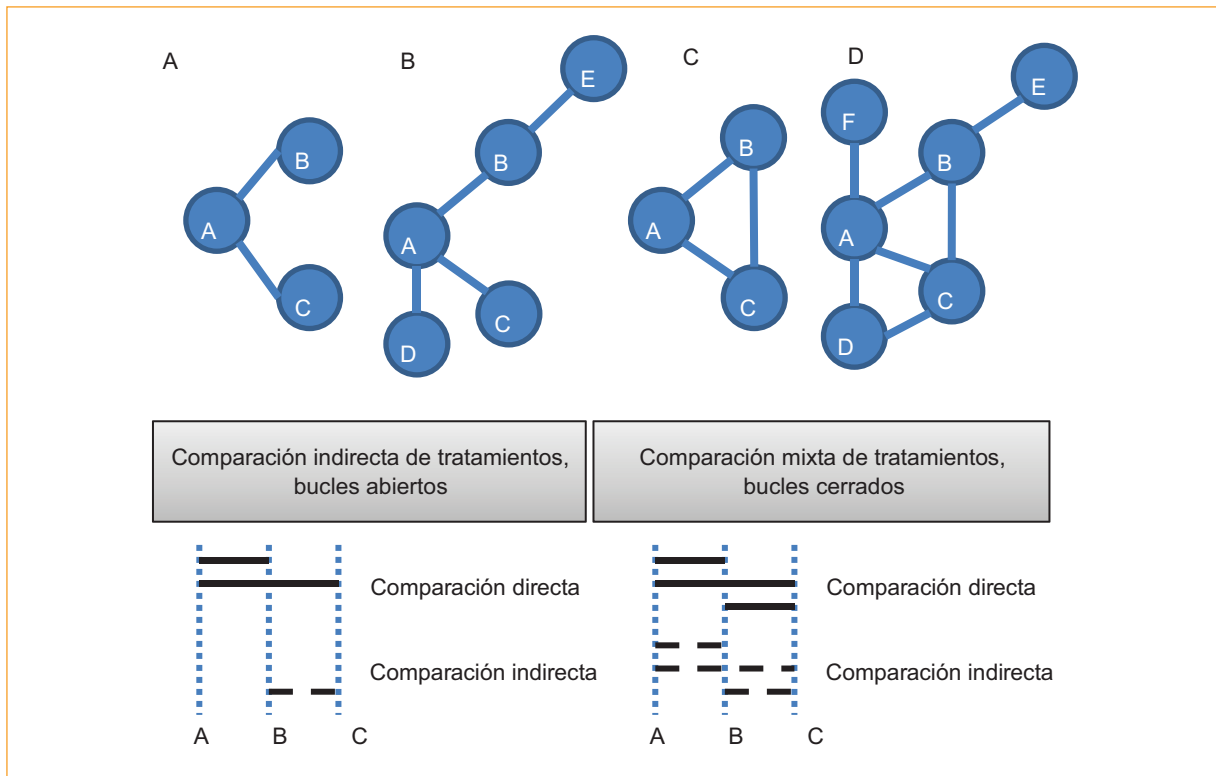 A
B
C
D
B
A
C
E
B
A
C
D
B
A
C
E
F
B
A
C
D
Comparación indirecta de tratamientos,
bucles abiertos
Comparación mixta de tratamientos,
bucles cerrados
Comparación directa
Comparación indirecta
A B C
Comparación directa
Comparación indirecta
A B C